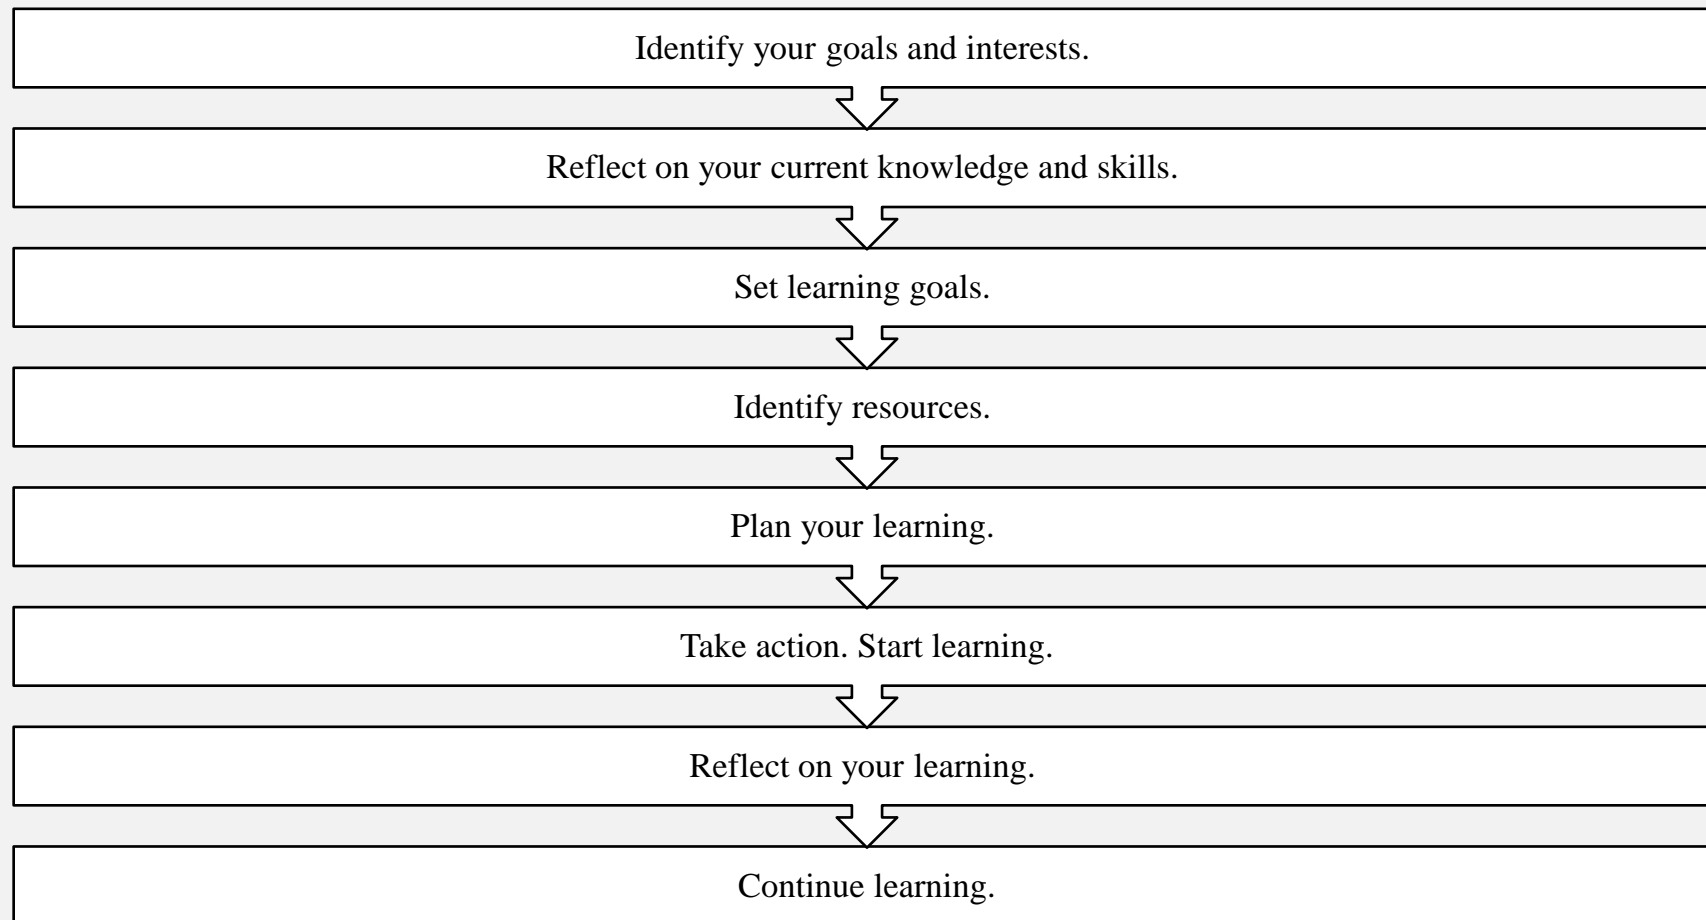 Identify your goals and interests.
Reflect on your current knowledge and skills.
Set learning goals.
Identify resources.
Plan your learning.
Take action. Start learning.
Reflect on your learning.
Continue learning.